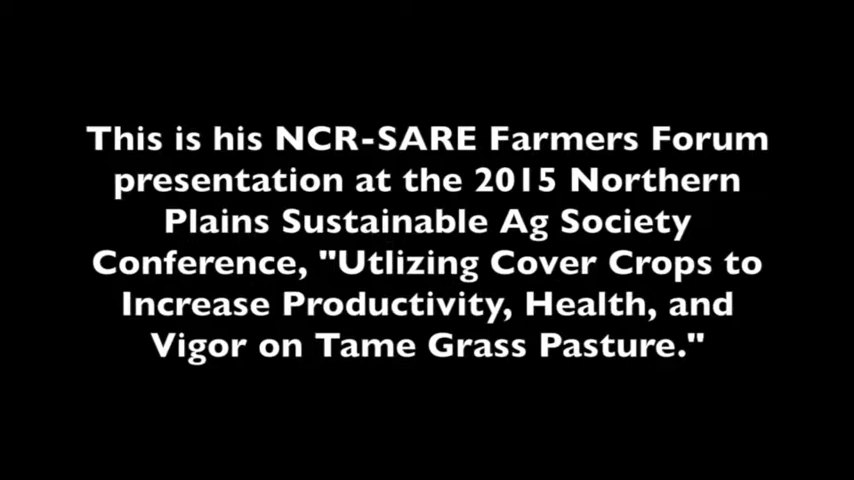 This is his NCR-SARE Farmers Forum
presentation at the 2015 Northern
Plains Sustainable Ag Society
Conference, "Utlizing Cover Crops to
Increase Productivity, Health, and
Vigor on Tame Grass Pasture."